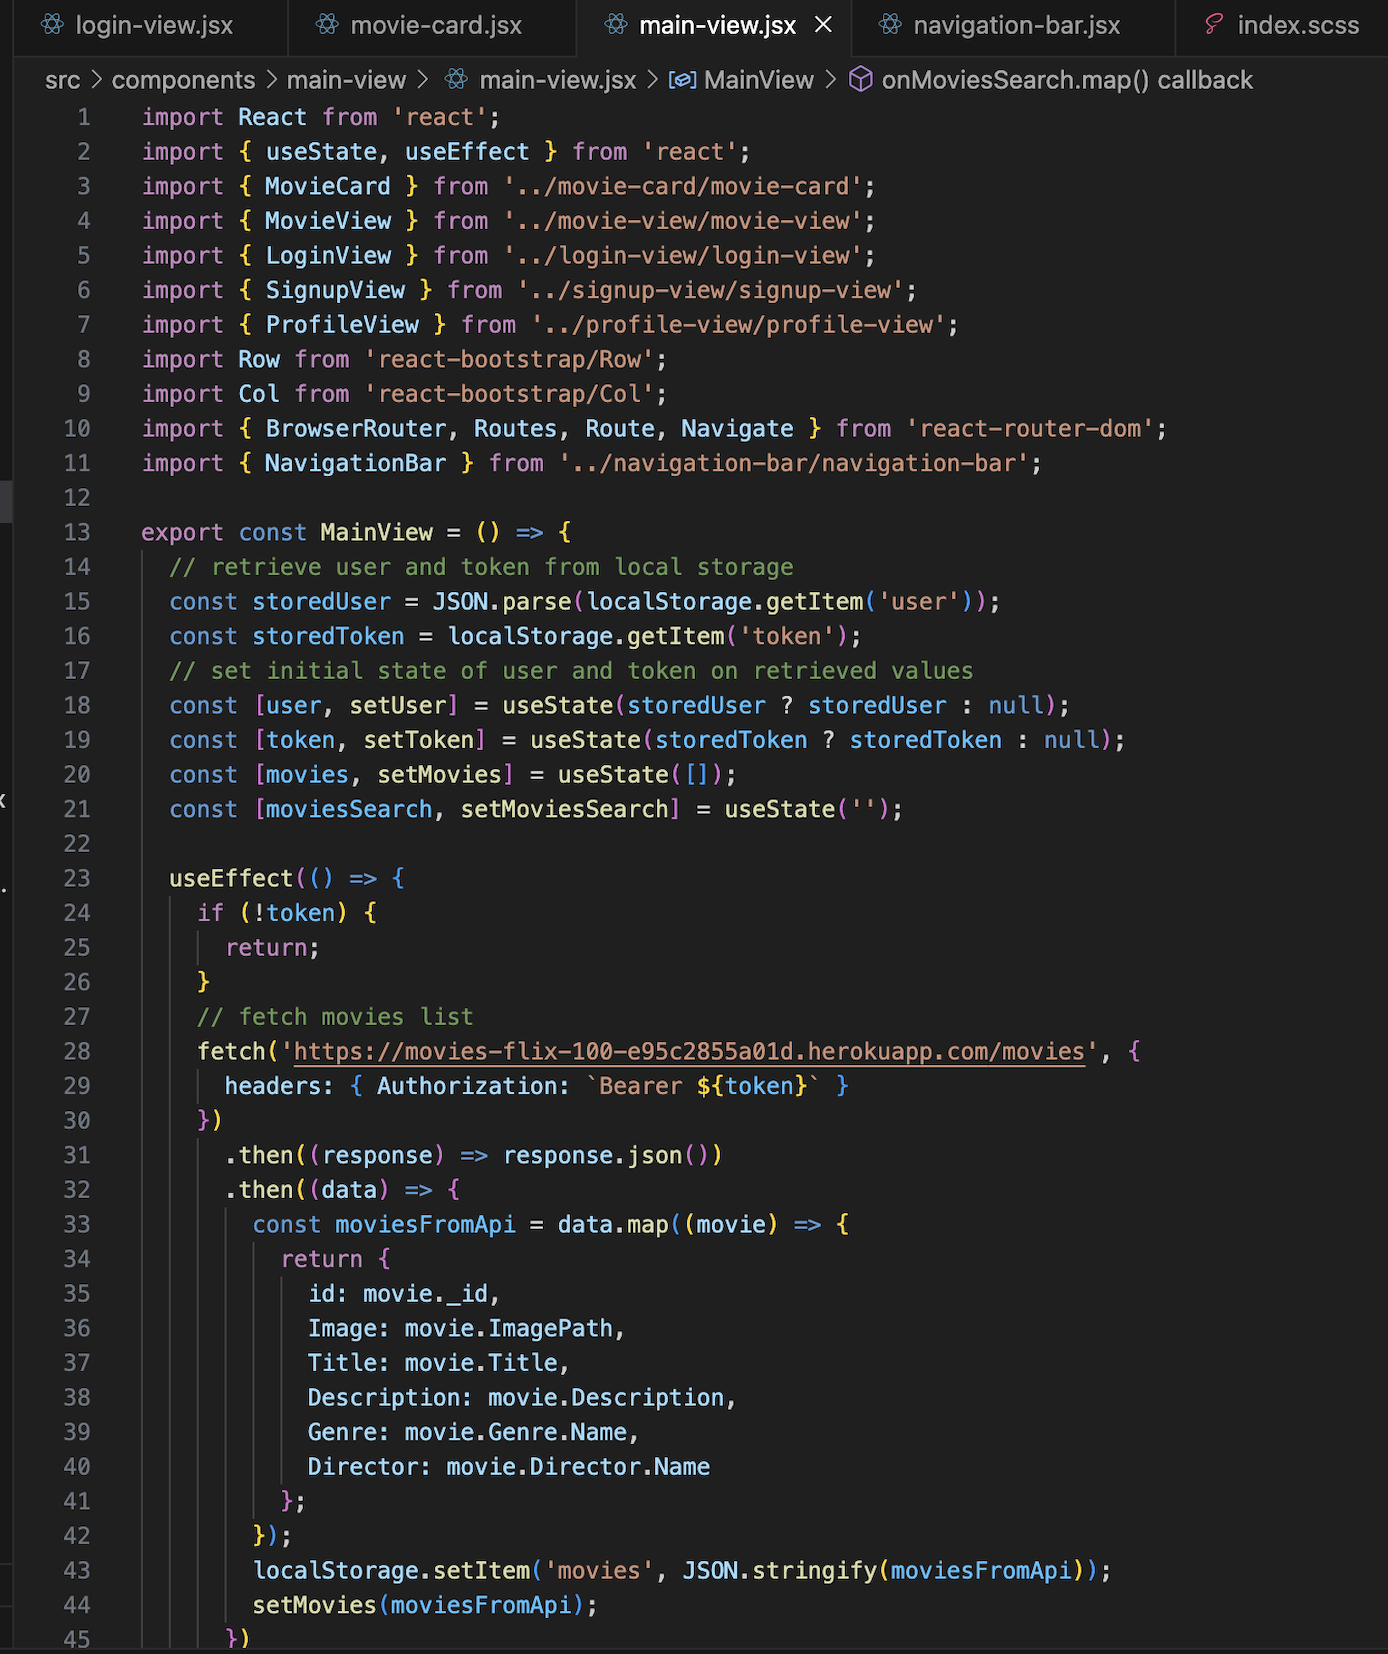 login-view.jsx movie-card.jsx main-view.jsx navigation-bar.jsx index.scss
src > components > main-view > main-view.jsx > MainView > onMoviesSearch.map() callback
1 import React from 'react';
2 import { useState, useEffect } from 'react';
3 import { MovieCard } from '../movie-card/movie-card';
4 import { MovieView } from '../movie-view/movie-view';
5 import { LoginView } from '../login-view/login-view';
6 import { SignupView } from '../signup-view/signup-view';
7 import { ProfileView } from '../profile-view/profile-view';
8 import Row from 'react-bootstrap/Row';
9 import Col from 'react-bootstrap/Col';
10 import { BrowserRouter, Routes, Route, Navigate } from 'react-router-dom';
11 import { NavigationBar } from '../navigation-bar/navigation-bar';
12
13 export const MainView = () => {
14 // retrieve user and token from local storage
15 const storedUser = JSON.parse(localStorage.getItem('user'));
16 const storedToken = localStorage.getItem('token');
17 // set initial state of user and token on retrieved values
18 const [user, setUser] = useState(storedUser ? storedUser : null);
19 const [token, setToken] = useState(storedToken ? storedToken : null);
20 const [movies, setMovies] = useState([]);
21 const [moviesSearch, setMoviesSearch] = useState('');
22
23 useEffect(() => {
24 if (!token) {
25 return;
26 }
27 // fetch movies list
28 fetch('https://movies-flix-100-e95c2855a01d.herokuapp.com/movies', {
29 headers: { Authorization: `Bearer ${token}` }
30 })
31 .then((response) => response.json())
32 .then((data) => {
33 const moviesFromApi = data.map((movie) => {
34 return {
35 id: movie._id,
36 Image: movie.ImagePath,
37 Title: movie.Title,
38 Description: movie.Description,
39 Genre: movie.Genre.Name,
40 Director: movie.Director.Name
41 };
42 });
43 localStorage.setItem('movies', JSON.stringify(moviesFromApi));
44 setMovies(moviesFromApi);
45 })